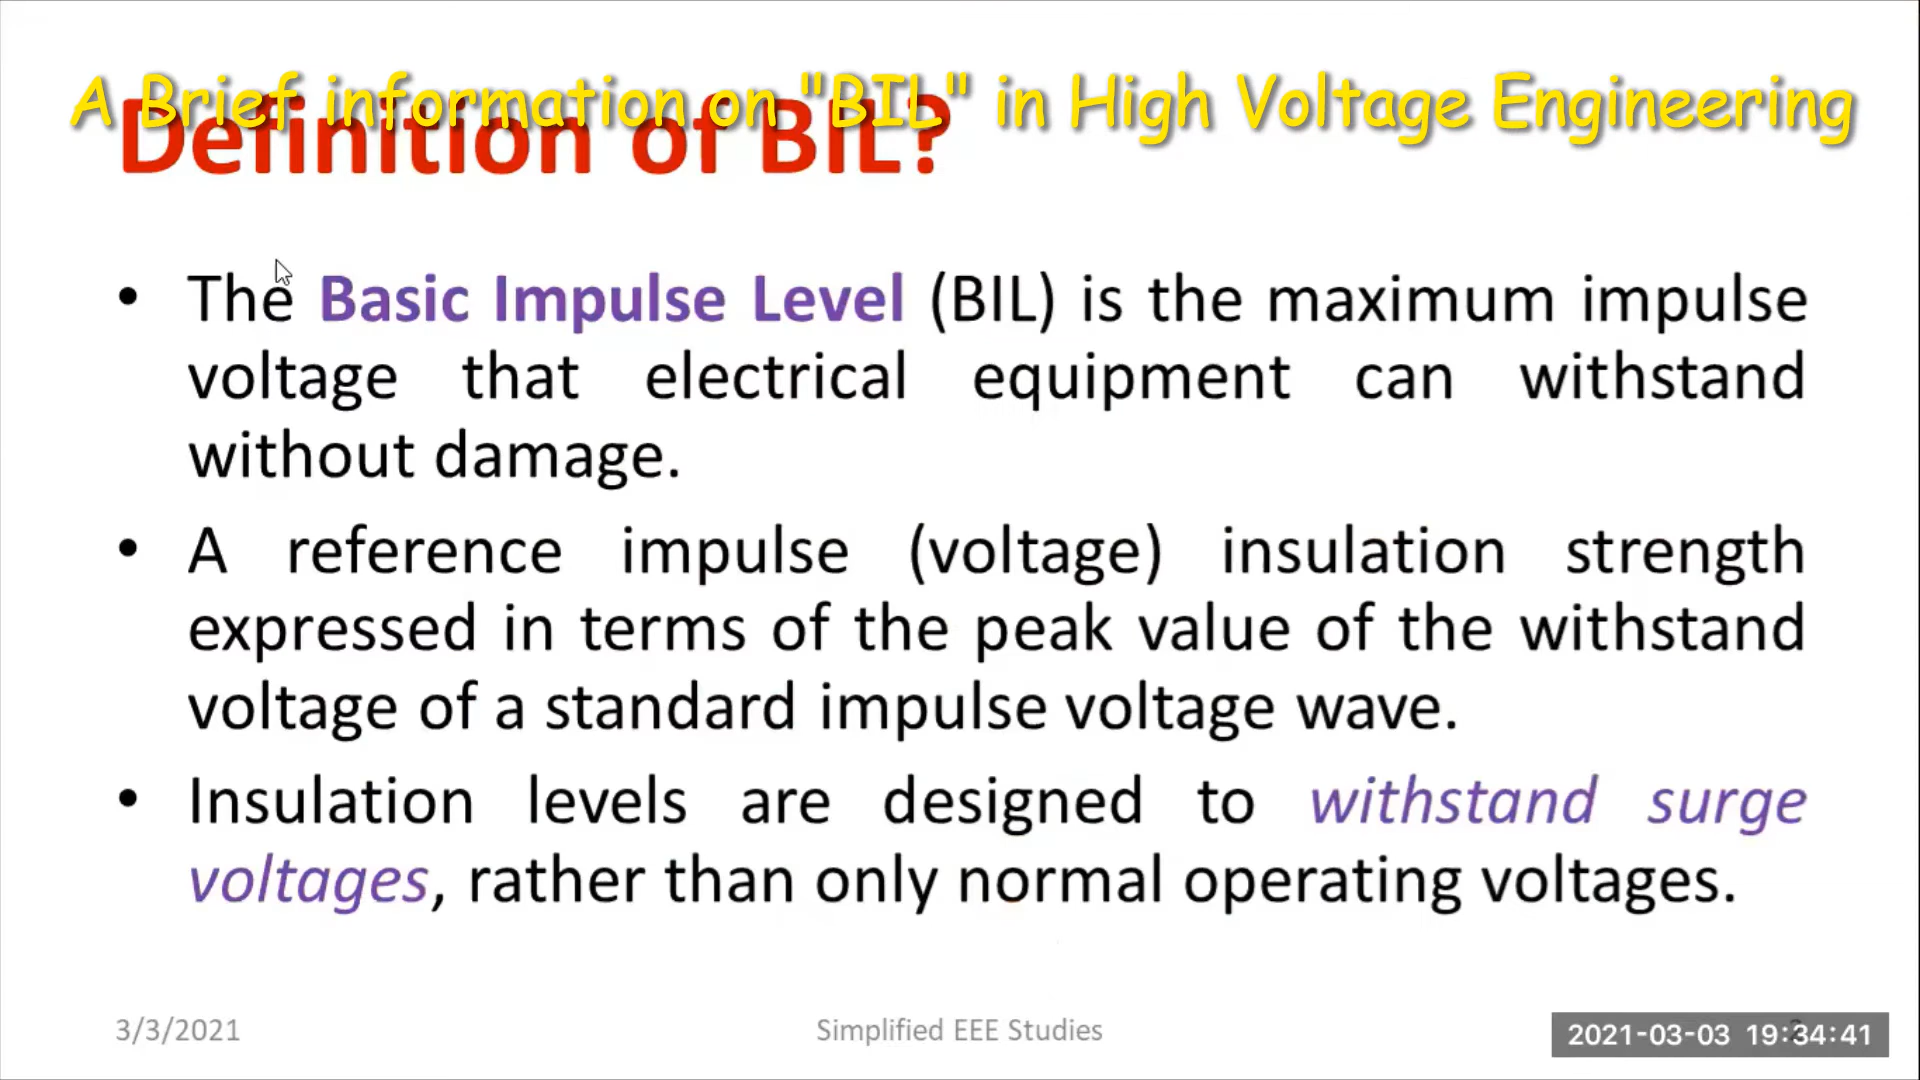 A Brief information on "BIL" in High Voltage Engineering
Definition of BIL?
• The Basic Impulse Level (BIL) is the maximum impulse
voltage that electrical equipment can withstand
without damage.
• A reference impulse (voltage) insulation strength
expressed in terms of the peak value of the withstand
voltage of a standard impulse voltage wave.
• Insulation levels are designed to withstand surge
voltages, rather than only normal operating voltages.
3/3/2021
Simplified EEE Studies
2021-03-03 19:34:41